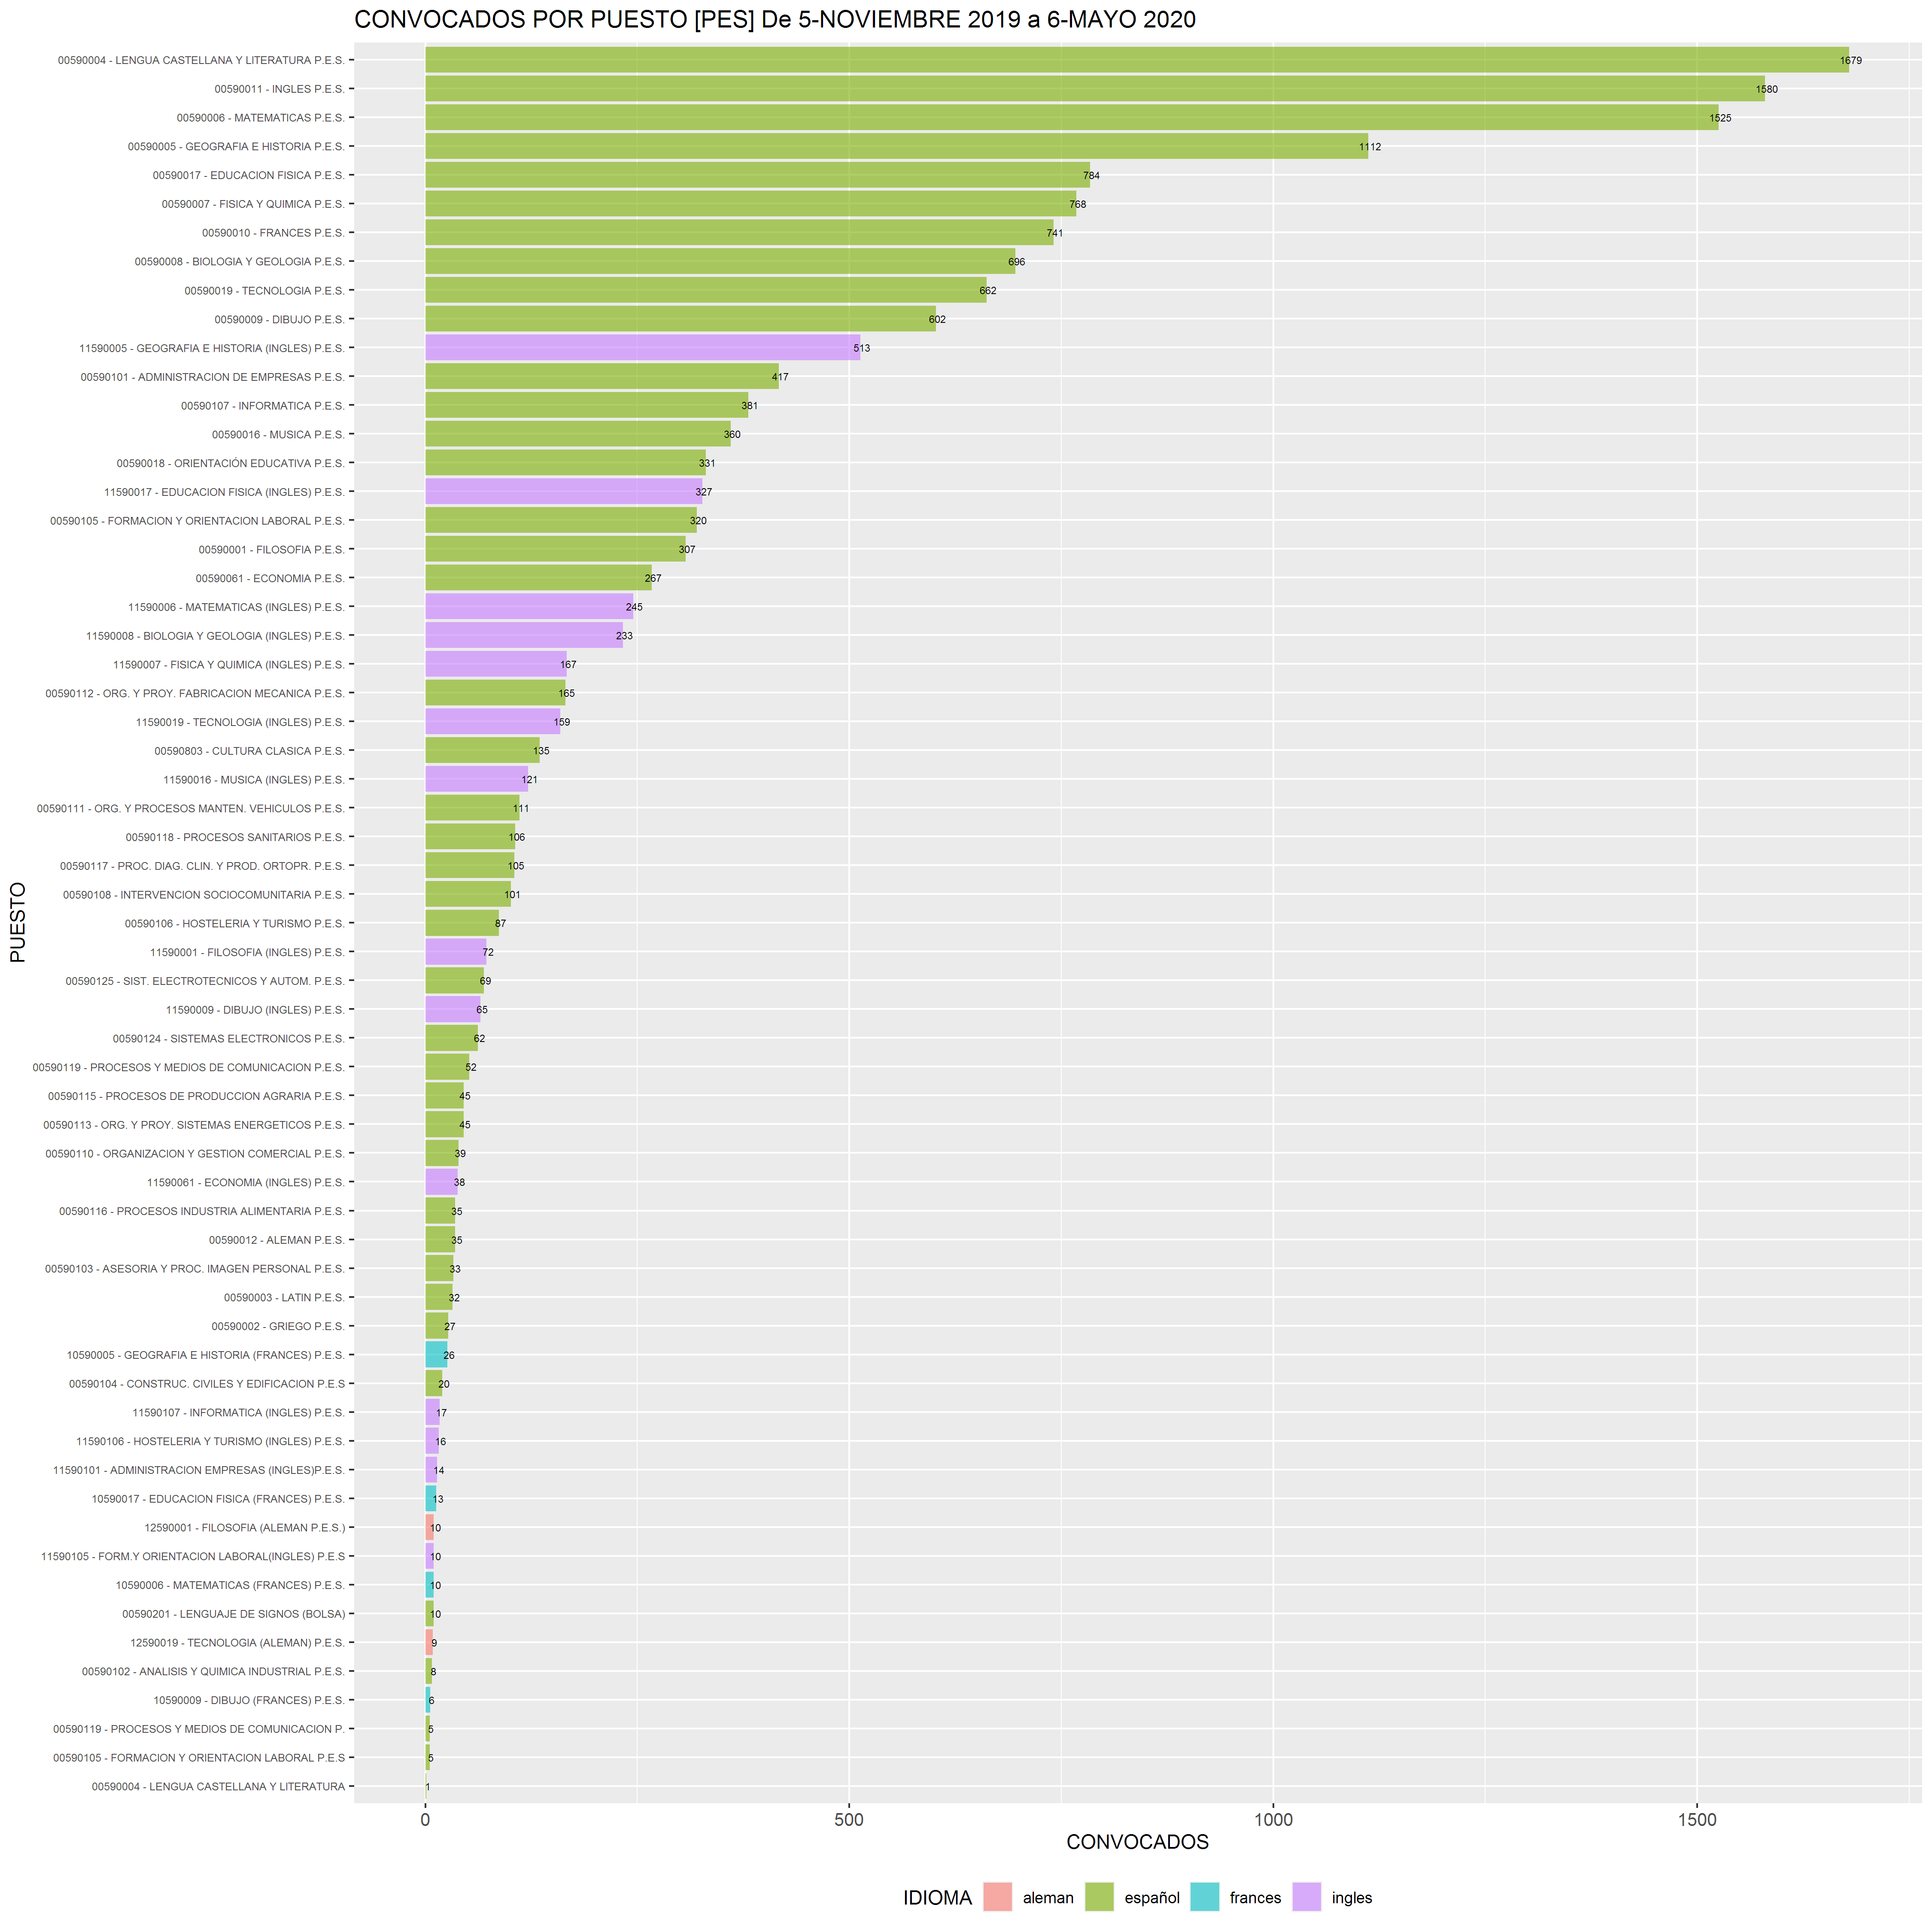 CONVOCADOS POR PUESTO [PES] De 5-NOVIEMBRE 2019 a 6-MAYO 2020
00590004 - LENGUA CASTELLANA Y LITERATURA P.E.S. 1679
00590011 - INGLES P.E.S. 1580
00590006 - MATEMATICAS P.E.S. 1525
00590005 - GEOGRAFIA E HISTORIA P.E.S. 1112
00590017 - EDUCACION FISICA P.E.S. 784
00590007 - FISICA Y QUIMICA P.E.S. 768
00590010 - FRANCES P.E.S. 741
00590008 - BIOLOGIA Y GEOLOGIA P.E.S. 696
00590019 - TECNOLOGIA P.E.S. 662
00590009 - DIBUJO P.E.S. 602
11590005 - GEOGRAFIA E HISTORIA (INGLES) P.E.S. 513
00590101 - ADMINISTRACION DE EMPRESAS P.E.S. 417
00590107 - INFORMATICA P.E.S. 381
00590016 - MUSICA P.E.S. 360
00590018 - ORIENTACIÓN EDUCATIVA P.E.S. 331
11590017 - EDUCACION FISICA (INGLES) P.E.S. 327
00590105 - FORMACION Y ORIENTACION LABORAL P.E.S. 320
00590001 - FILOSOFIA P.E.S. 307
00590061 - ECONOMIA P.E.S. 267
11590006 - MATEMATICAS (INGLES) P.E.S. 245
11590008 - BIOLOGIA Y GEOLOGIA (INGLES) P.E.S. 233
11590007 - FISICA Y QUIMICA (INGLES) P.E.S. 167
00590112 - ORG. Y PROY. FABRICACION MECANICA P.E.S. 165
11590019 - TECNOLOGIA (INGLES) P.E.S. 159
00590803 - CULTURA CLASICA P.E.S. 135
11590016 - MUSICA (INGLES) P.E.S. 121
00590111 - ORG. Y PROCESOS MANTEN. VEHICULOS P.E.S. 111
00590118 - PROCESOS SANITARIOS P.E.S. 106
00590117 - PROC. DIAG. CLIN. Y PROD. ORTOPR. P.E.S. 105
00590108 - INTERVENCION SOCIOCOMUNITARIA P.E.S. 101
00590106 - HOSTELERIA Y TURISMO P.E.S. 87
11590001 - FILOSOFIA (INGLES) P.E.S. 72
00590125 - SIST. ELECTROTECNICOS Y AUTOM. P.E.S. 69
11590009 - DIBUJO (INGLES) P.E.S. 65
00590124 - SISTEMAS ELECTRONICOS P.E.S. 62
00590119 - PROCESOS Y MEDIOS DE COMUNICACION P.E.S. 52
00590115 - PROCESOS DE PRODUCCION AGRARIA P.E.S. 45
00590113 - ORG. Y PROY. SISTEMAS ENERGETICOS P.E.S. 45
00590110 - ORGANIZACION Y GESTION COMERCIAL P.E.S. 39
11590061 - ECONOMIA (INGLES) P.E.S. 38
00590116 - PROCESOS INDUSTRIA ALIMENTARIA P.E.S. 35
00590012 - ALEMAN P.E.S. 35
00590103 - ASESORIA Y PROC. IMAGEN PERSONAL P.E.S. 33
00590003 - LATIN P.E.S. 32
00590002 - GRIEGO P.E.S. 27
10590005 - GEOGRAFIA E HISTORIA (FRANCES) P.E.S. 26
00590104 - CONSTRUC. CIVILES Y EDIFICACION P.E.S 20
11590107 - INFORMATICA (INGLES) P.E.S. 17
11590106 - HOSTELERIA Y TURISMO (INGLES) P.E.S. 16
11590101 - ADMINISTRACION EMPRESAS (INGLES)P.E.S. 14
10590017 - EDUCACION FISICA (FRANCES) P.E.S. 13
12590001 - FILOSOFIA (ALEMAN P.E.S.) 10
11590105 - FORM.Y ORIENTACION LABORAL(INGLES) P.E.S 10
10590006 - MATEMATICAS (FRANCES) P.E.S. 10
00590201 - LENGUAJE DE SIGNOS (BOLSA) 10
12590019 - TECNOLOGIA (ALEMAN) P.E.S. 9
00590102 - ANALISIS Y QUIMICA INDUSTRIAL P.E.S. 8
10590009 - DIBUJO (FRANCES) P.E.S. 6
00590119 - PROCESOS Y MEDIOS DE COMUNICACION P. 5
00590105 - FORMACION Y ORIENTACION LABORAL P.E.S 5
00590004 - LENGUA CASTELLANA Y LITERATURA 1
PUESTO
0 500 1000 1500
CONVOCADOS
IDIOMA aleman español frances ingles